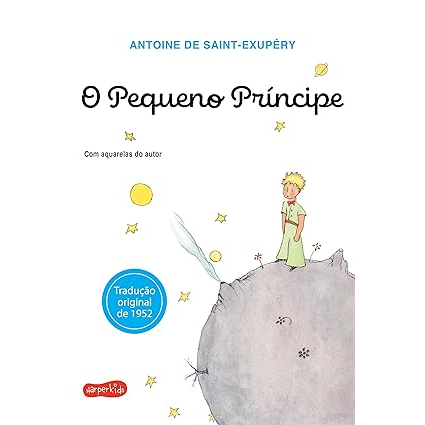 ANTOINE DE SAINT-EXUPÉRY
O Pequeno Príncipe
Com aquarelas do autor
Tradução
original
de 1952
HarperKids